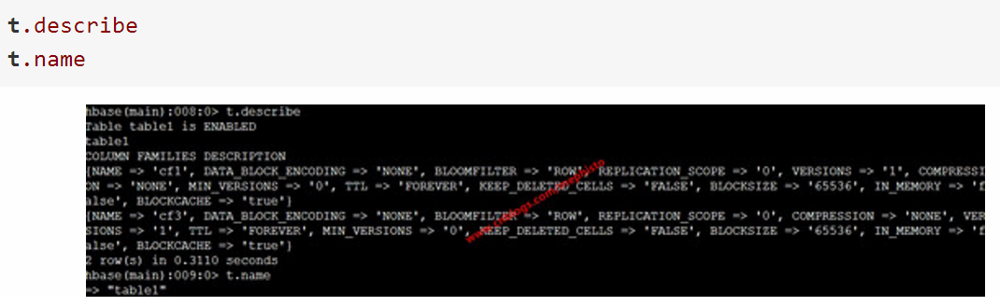 t.describe
t.name
hbase(main):008:0> t.describe
Table table1 is ENABLED
table1
COLUMN FAMILIES DESCRIPTION
{NAME => 'cf1', DATA_BLOCK_ENCODING => 'NONE', BLOOMFILTER => 'ROW', REPLICATION_SCOPE => '0', VERSIONS => '1', COMPRESSI
ON => 'NONE', MIN_VERSIONS => '0', TTL => 'FOREVER', KEEP_DELETED_CELLS => 'FALSE', BLOCKSIZE => '65536', IN_MEMORY => 'f
alse', BLOCKCACHE => 'true'}
{NAME => 'cf3', DATA_BLOCK_ENCODING => 'NONE', BLOOMFILTER => 'ROW', REPLICATION_SCOPE => '0', COMPRESSION => 'NONE', VER
SIONS => '1', TTL => 'FOREVER', MIN_VERSIONS => '0', KEEP_DELETED_CELLS => 'FALSE', BLOCKSIZE => '65536', IN_MEMORY => 'f
alse', BLOCKCACHE => 'true'}
2 row(s) in 0.3110 seconds
hbase(main):009:0> t.name
=> "table1"